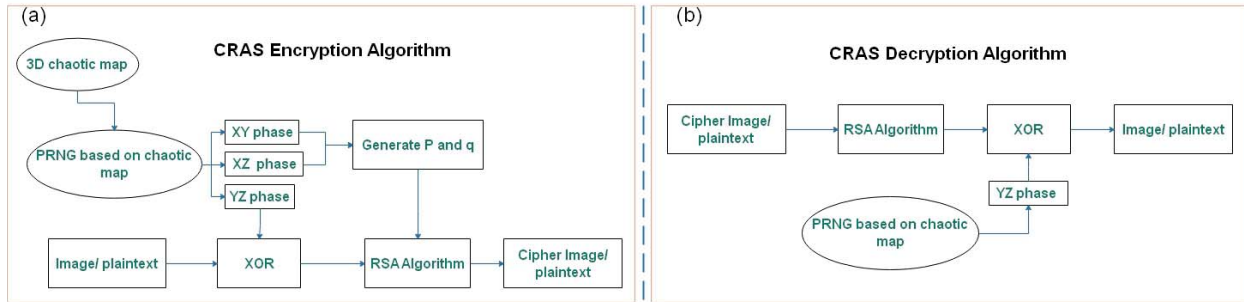 (a)
CRAS Encryption Algorithm
3D chaotic map
PRNG based on chaotic
map
XY phase
XZ phase
YZ phase
Generate P and q
Image/ plaintext
XOR
RSA Algorithm
Cipher Image/
plaintext
(b)
CRAS Decryption Algorithm
Cipher Image/
plaintext
RSA Algorithm
XOR
Image/ plaintext
YZ phase
PRNG based on chaotic
map